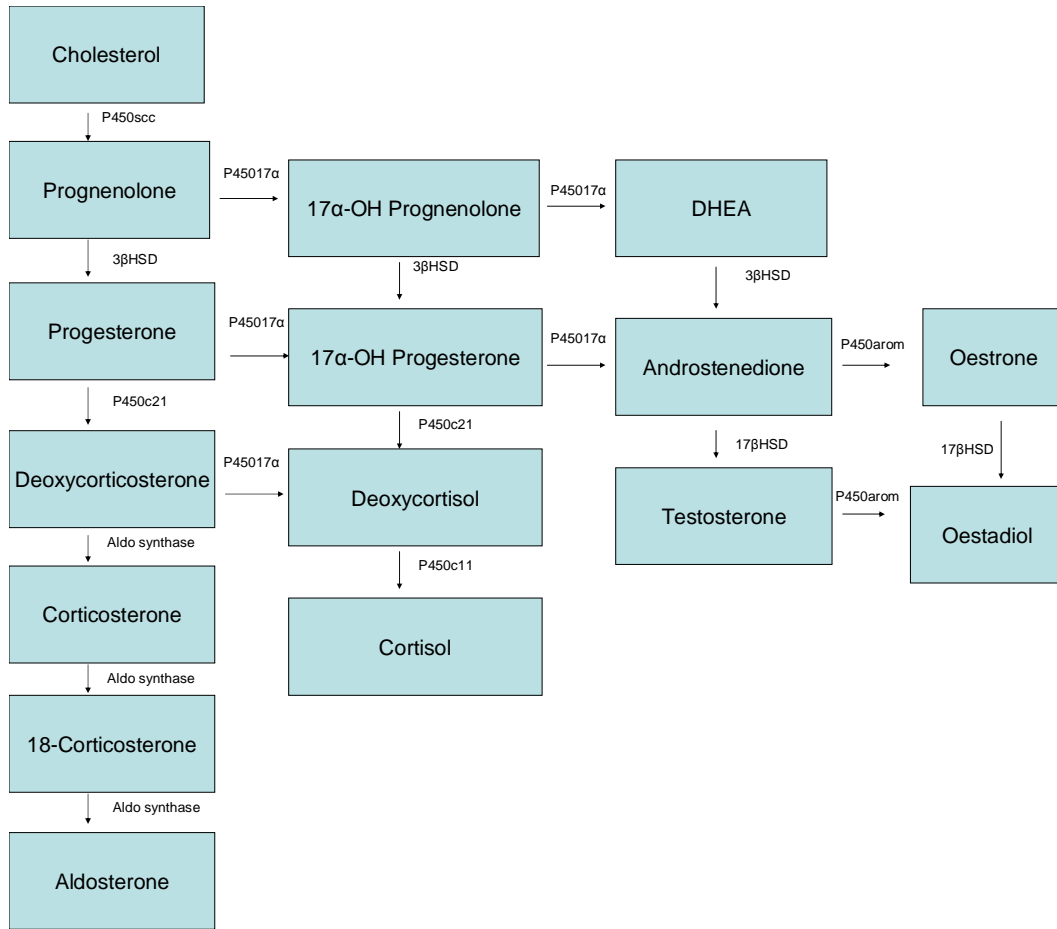 Cholesterol
P450scc
Prognenolone
P45017α
17α-OH Prognenolone
P45017α
DHEA
3βHSD
3βHSD
3βHSD
Progesterone
P45017α
17α-OH Progesterone
P45017α
Androstenedione
P450arom
Oestrone
P450c21
P450c21
17βHSD
17βHSD
Deoxycorticosterone
P45017α
Deoxycortisol
Testosterone
P450arom
Oestadiol
Aldo synthase
P450c11
Corticosterone
Cortisol
Aldo synthase
18-Corticosterone
Aldo synthase
Aldosterone